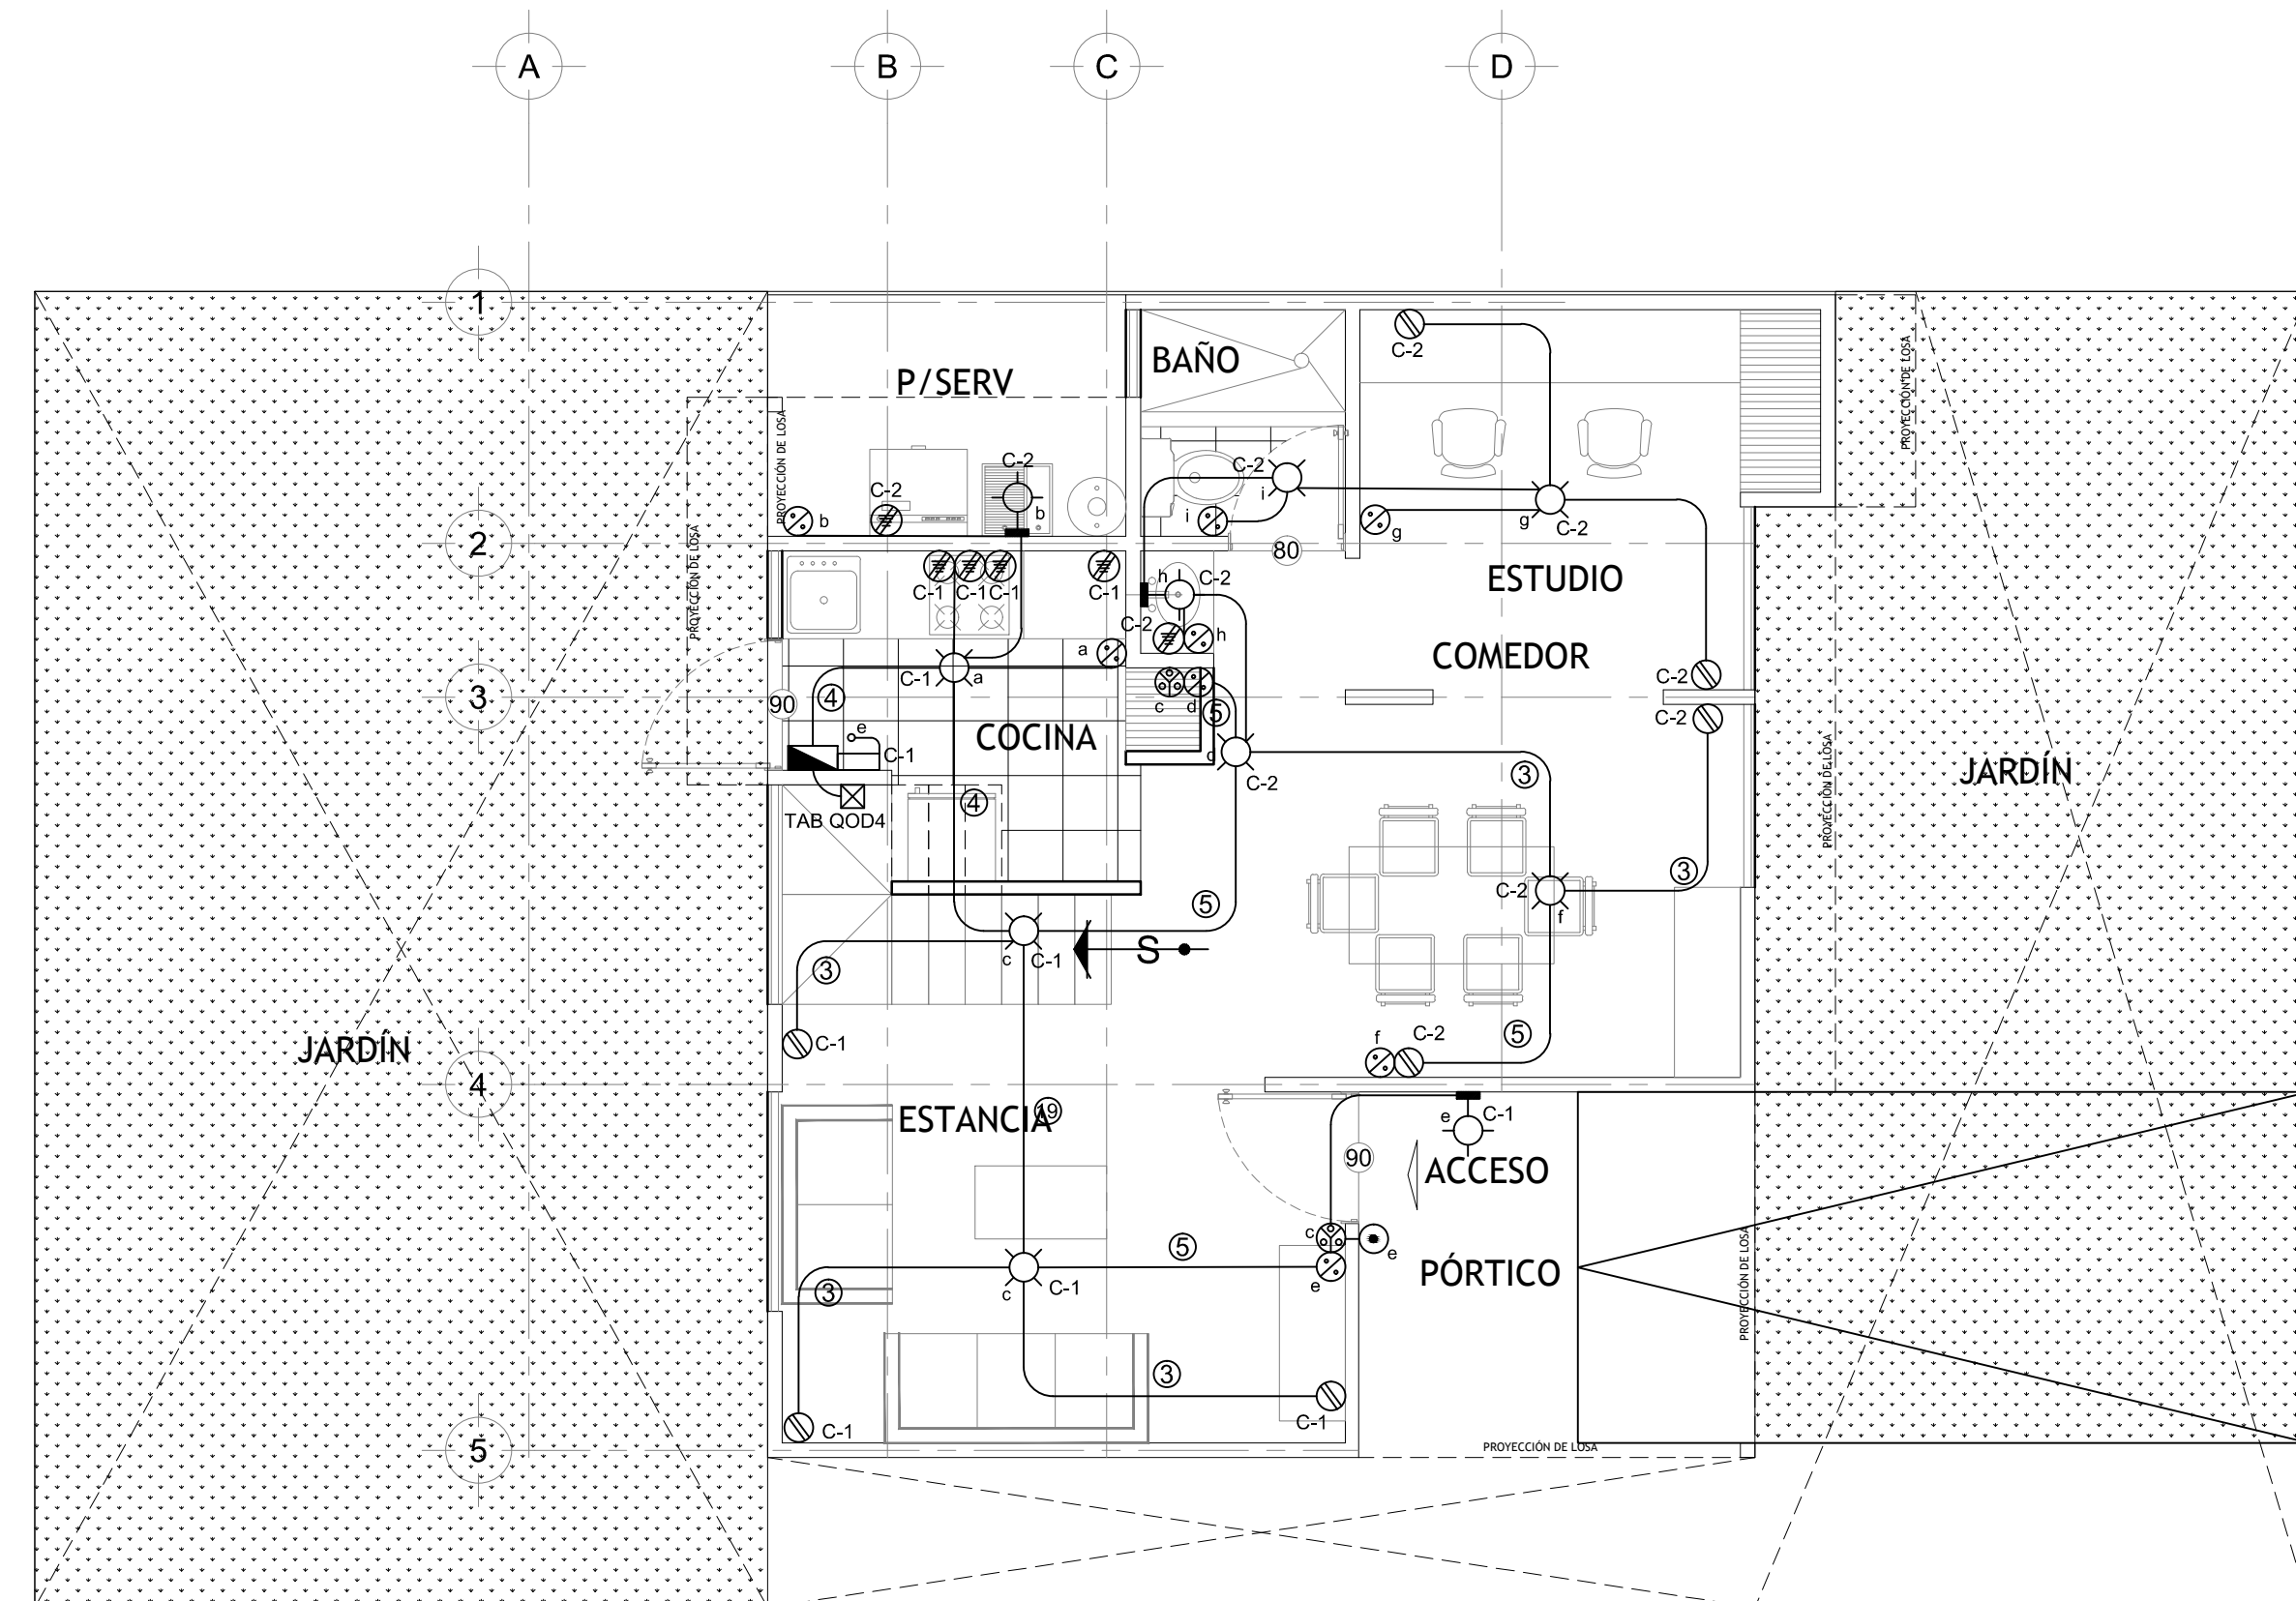 A B C D
1
PROYECCIÓN DE LOSA
C-2
BAÑO
P/SERV
PROYECCIÓN DE LOSA
C-2 C-2
i
C-2
b
b
i
g
g
C-2
2
PROYECCIÓN DE LOSA
80
C-1 C-1 C-1 C-1
h C-2
ESTUDIO
C-2
h
a
COMEDOR
C-1
a
C-2
3
90
4
c d
5
C-2
e
C-1
COCINA
d
C-2
3
JARDÍN
PROYECCIÓN DE LOSA
4
TAB QOD4
3
C-2
f
5
c
C-1
S
3
JARDÍN
C-1
f
C-2
5
4
ESTANCIA
19
e C-1
90
ACCESO
c
e
5
PÓRTICO
c C-1
e
3
PROYECCIÓN DE LOSA
3
C-1
C-1
5
PROYECCIÓN DE LOSA